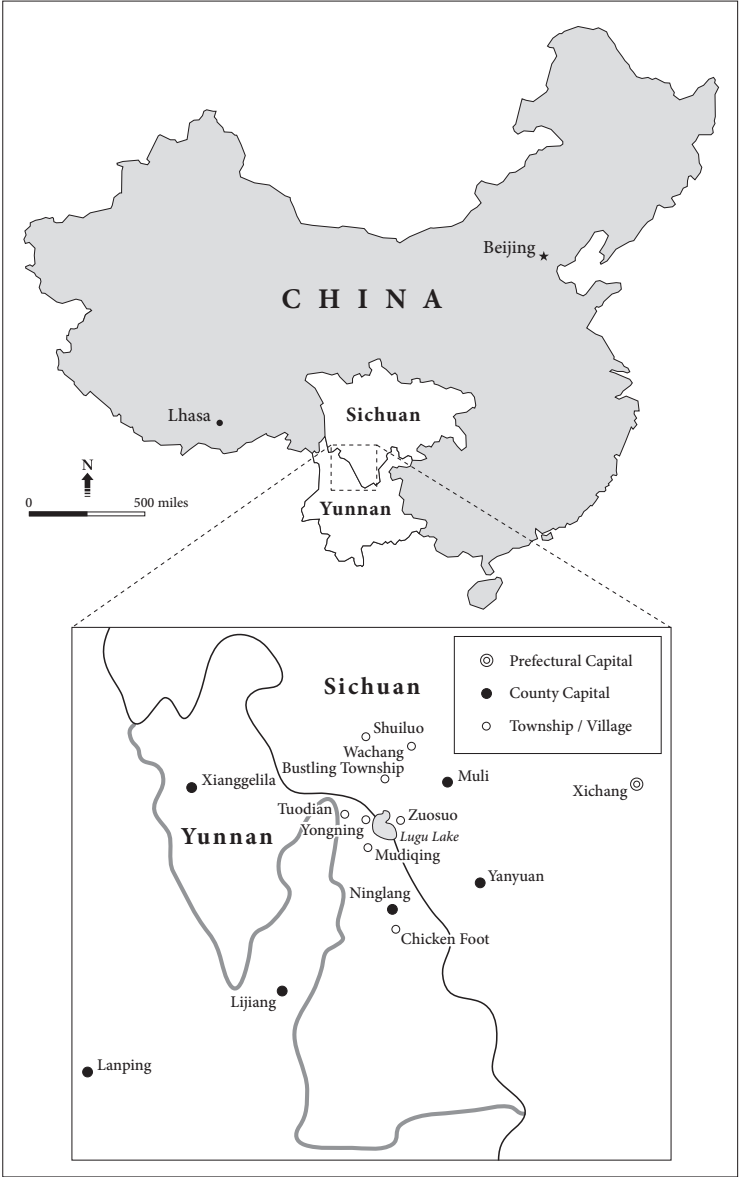 Beijing
CHINA
Lhasa
Sichuan
N
0 500 miles
Yunnan
Sichuan
Prefectural Capital
County Capital
Township / Village
Shuiluo
Wachang
Bustling Township
Xianggelila
Muli
Xichang
Tuodian
Zuosuo
Yongning
Yunnan
Lugu Lake
Mudiqing
Yanyuan
Ninglang
Chicken Foot
Lijiang
Lanping